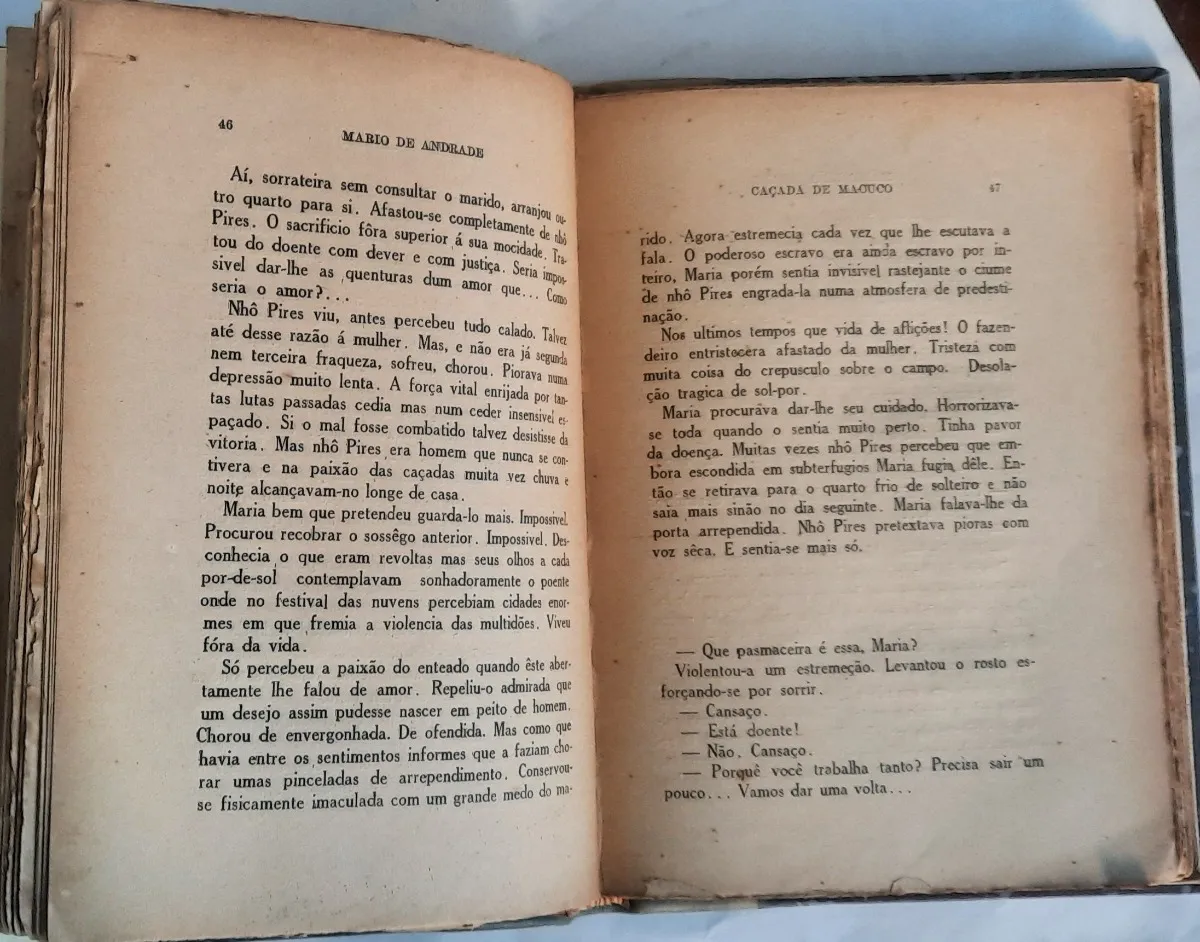 46
MARIO DE ANDRADE
Aí, sorrateira sem consultar o marido, arranjou ou-
tro quarto para si. Afastou-se completamente de nhô
Pires. O sacrificio fôra superior á sua mocidade. Tra-
tou do doente com dever e com justiça. Seria impos-
sivel dar-lhe as quenturas dum amor que... Como
seria o amor?...
Nhô Pires viu, antes percebeu tudo calado. Talvez
até desse razão á mulher. Mas, e não era já segunda
nem terceira fraqueza, sofreu, chorou. Piorava numa
depressão muito lenta. A força vital enrijada por tan-
tas lutas passadas cedia mas num ceder insensivel es-
paçado. Si o mal fosse combatido talvez desistisse da
vitoria. Mas nhô Pires era homem que nunca se con-
tivera e na paixão das caçadas muita vez chuva e
noite alcançavam-no longe de casa.
Maria bem que pretendeu guarda-lo mais. Impossivel.
Procurou recobrar o sossêgo anterior. Impossivel. Des-
conhecia o que eram revoltas mas seus olhos a cada
por-de-sol contemplavam sonhadoramente o poente
onde no festival das nuvens percebiam cidades enor-
mes em que fremia a violencia das multidões. Viveu
fóra da vida.
Só percebeu a paixão do enteado quando êste aber-
tamente lhe falou de amor. Repeliu-o admirada que
um desejo assim pudesse nascer em peito de homem.
Chorou de envergonhada. De ofendida. Mas como que
havia entre os sentimentos informes que a faziam cho-
rar umas pinceladas de arrependimento. Conservou-
se fisicamente imaculada com um grande medo do ma-
CAÇADA DE MACUCO
47
rido. Agora estremecia cada vez que lhe escutava a
fala. O poderoso escravo era ainda escravo por in-
teiro, Maria porém sentia invisivel rastejante o ciume
de nhô Pires engrada-la numa atmosfera de predesti-
nação.
Nos ultimos tempos que vida de aflições! O fazen-
deiro entristecera afastado da mulher. Tristeza com
muita coisa do crepusculo sobre o campo. Desola-
ção tragica de sol-por.
Maria procurava dar-lhe seu cuidado. Horrorizava-
se toda quando o sentia muito perto. Tinha pavor
da doença. Muitas vezes nhô Pires percebeu que em-
bora escondida em subterfugios Maria fugia dêle. En-
tão se retirava para o quarto frio de solteiro e não
saia mais sinão no dia seguinte. Maria falava-lhe da
porta arrependida. Nhô Pires pretextava pioras com
voz sêca. E sentia-se mais só.
— Que pasmaceira é essa, Maria?
Violentou-a um estremeção. Levantou o rosto es-
forçando-se por sorrir.
— Cansaço.
— Está doente!
— Não. Cansaço.
— Porquê você trabalha tanto? Precisa sair um
pouco... Vamos dar uma volta...